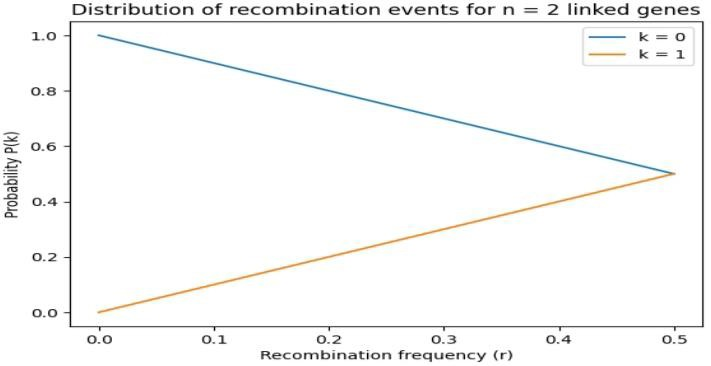 Distribution of recombination events for n = 2 linked genes
k = 0
k = 1
Probability P(k)
1.0
0.8
0.6
0.4
0.2
0.0
0.0 0.1 0.2 0.3 0.4 0.5
Recombination frequency (r)